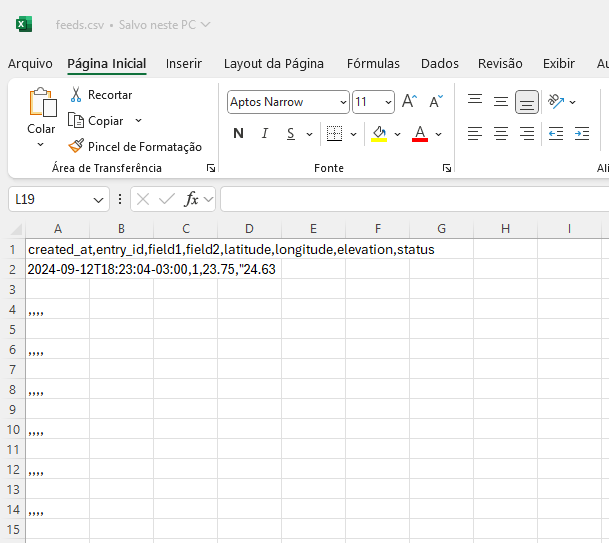 feeds.csv • Salvo neste PC
Arquivo Página Inicial Inserir Layout da Página Fórmulas Dados Revisão Exibir Au
Colar
Recortar
Copiar
Pincel de Formatação
Área de Transferência
Aptos Narrow 11 A A
N I S A
Fonte
ab
Ali
L19 fx
A B C D E F G H I
1 created_at,entry_id,field1,field2,latitude,longitude,elevation,status
2 2024-09-12T18:23:04-03:00,1,23.75,"24.63
3
4 ,,,,
5
6 ,,,,
7
8 ,,,,
9
10 ,,,,
11
12 ,,,,
13
14 ,,,,
15